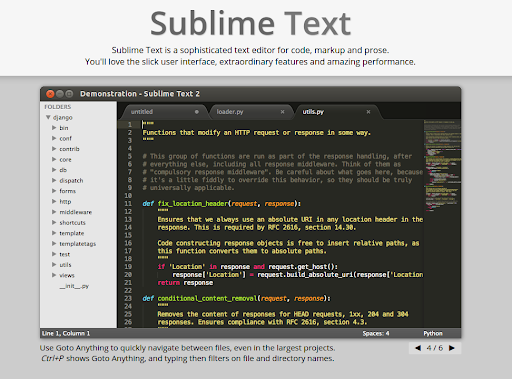 Sublime Text
Sublime Text is a sophisticated text editor for code, markup and prose.
You'll love the slick user interface, extraordinary features and amazing performance.
Demonstration - Sublime Text 2
FOLDERS
django
bin
conf
contrib
core
db
dispatch
forms
http
middleware
shortcuts
template
templatetags
test
utils
views
__init__.py
untitled
loader.py
utils.py
1 """
2 Functions that modify an HTTP request or response in some way.
3 """
4
5 # This group of functions are run as part of the response handling, after
6 # everything else, including all response middleware. Think of them as
7 # "compulsory response middleware". Be careful about what goes here, because
8 # it's a little fiddly to override this behavior, so they should be truly
9 # universally applicable.
10
11 def fix_location_header(request, response):
12 """
13 Ensures that we always use an absolute URI in any location header in the
14 response. This is required by RFC 2616, section 14.30.
15
16 Code constructing response objects is free to insert relative paths, as
17 this function converts them to absolute paths.
18 """
19 if 'Location' in response and request.get_host():
20 response['Location'] = request.build_absolute_uri(response['Location
21 return response
22
23 def conditional_content_removal(request, response):
24 """
25 Removes the content of responses for HEAD requests, 1xx, 204 and 304
26 responses. Ensures compliance with RFC 2616, section 4.3.
Line 1, Column 1
Spaces: 4
Python
Use Goto Anything to quickly navigate between files, even in the largest projects.
Ctrl+P shows Goto Anything, and typing then filters on file and directory names.
4 / 6